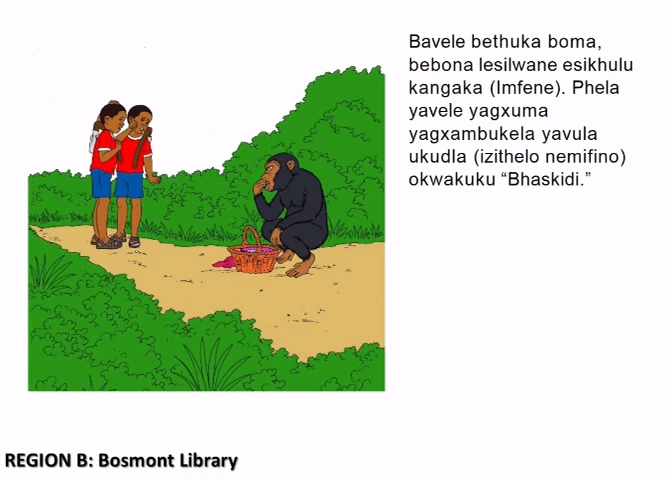 Bavele bethuka boma,
bebona lesilwane esikhulu
kangaka (Imfene). Phela
yavele yagxuma
yagxambukela yavula
ukudla (izithelo nemifino)
okwakuku “Bhaskidi.”
REGION B: Bosmont Library